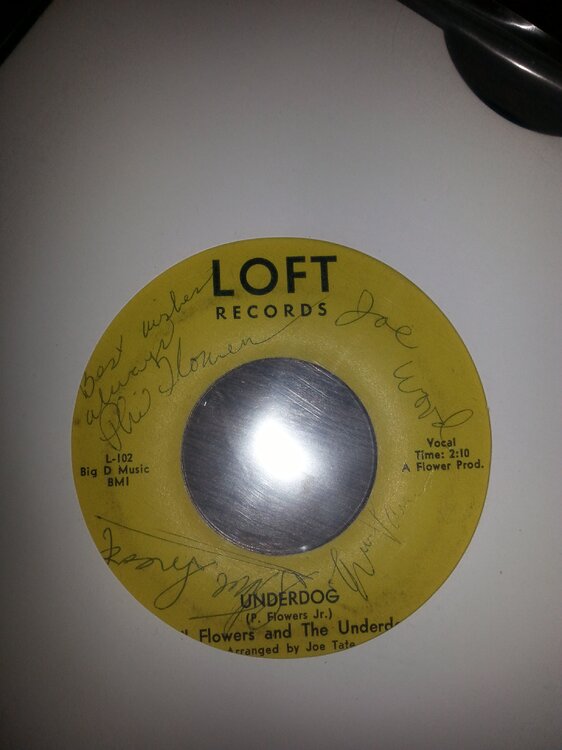 LOFT
RECORDS
Best wishes
always
Phil Flowers
Joe Wood
L-102
Big D Music
BMI
Vocal
Time: 2:10
A Flower Prod.
UNDERDOG
(P. Flowers Jr.)
Flowers and The Underd
Arranged by Joe Tate